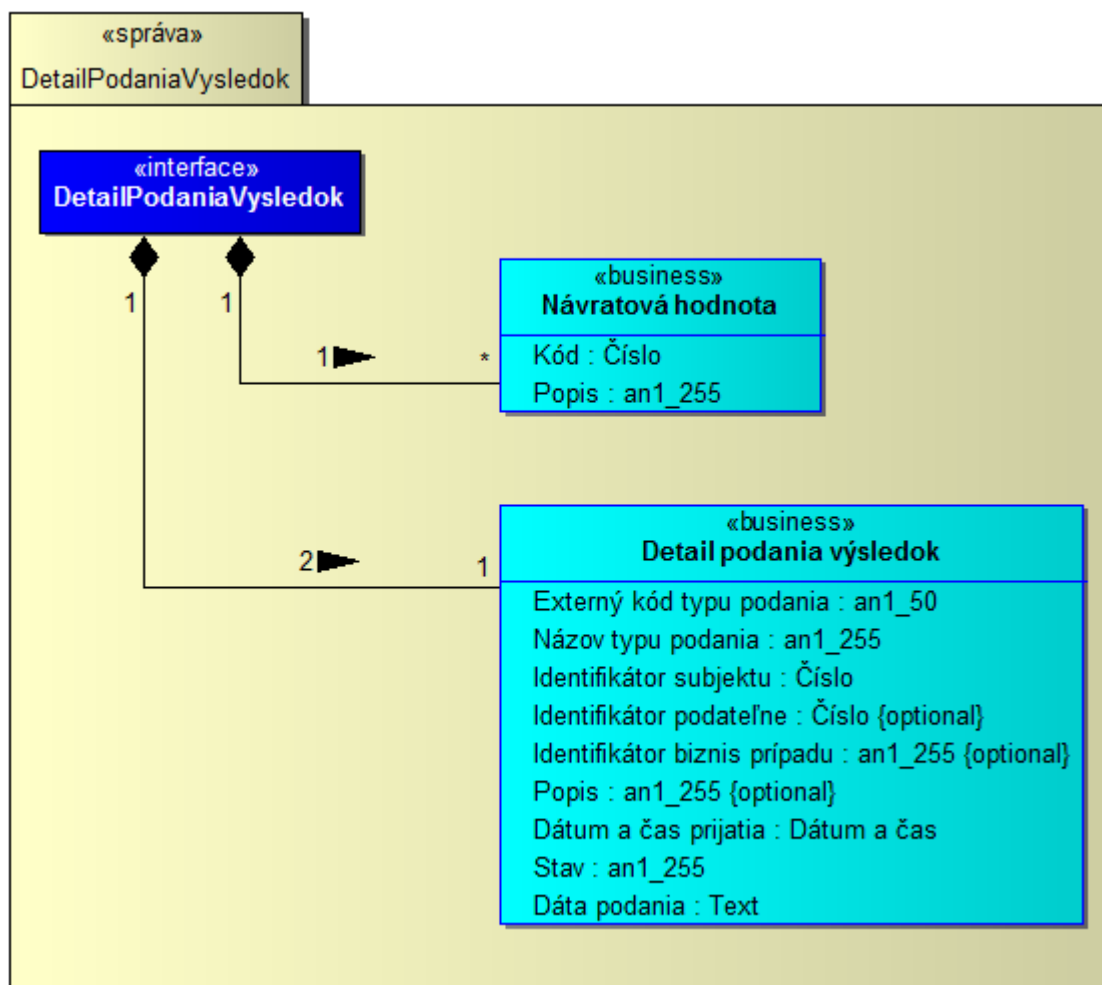 «správa»
DetailPodaniaVysledok
«interface»
DetailPodaniaVysledok
1
1
«business»
Návratová hodnota
1
*
Kód : Číslo
Popis : an1_255
2
1
«business»
Detail podania výsledok
Externý kód typu podania : an1_50
Názov typu podania : an1_255
Identifikátor subjektu : Číslo
Identifikátor podateľne : Číslo {optional}
Identifikátor biznis prípadu : an1_255 {optional}
Popis : an1_255 {optional}
Dátum a čas prijatia : Dátum a čas
Stav : an1_255
Dáta podania : Text